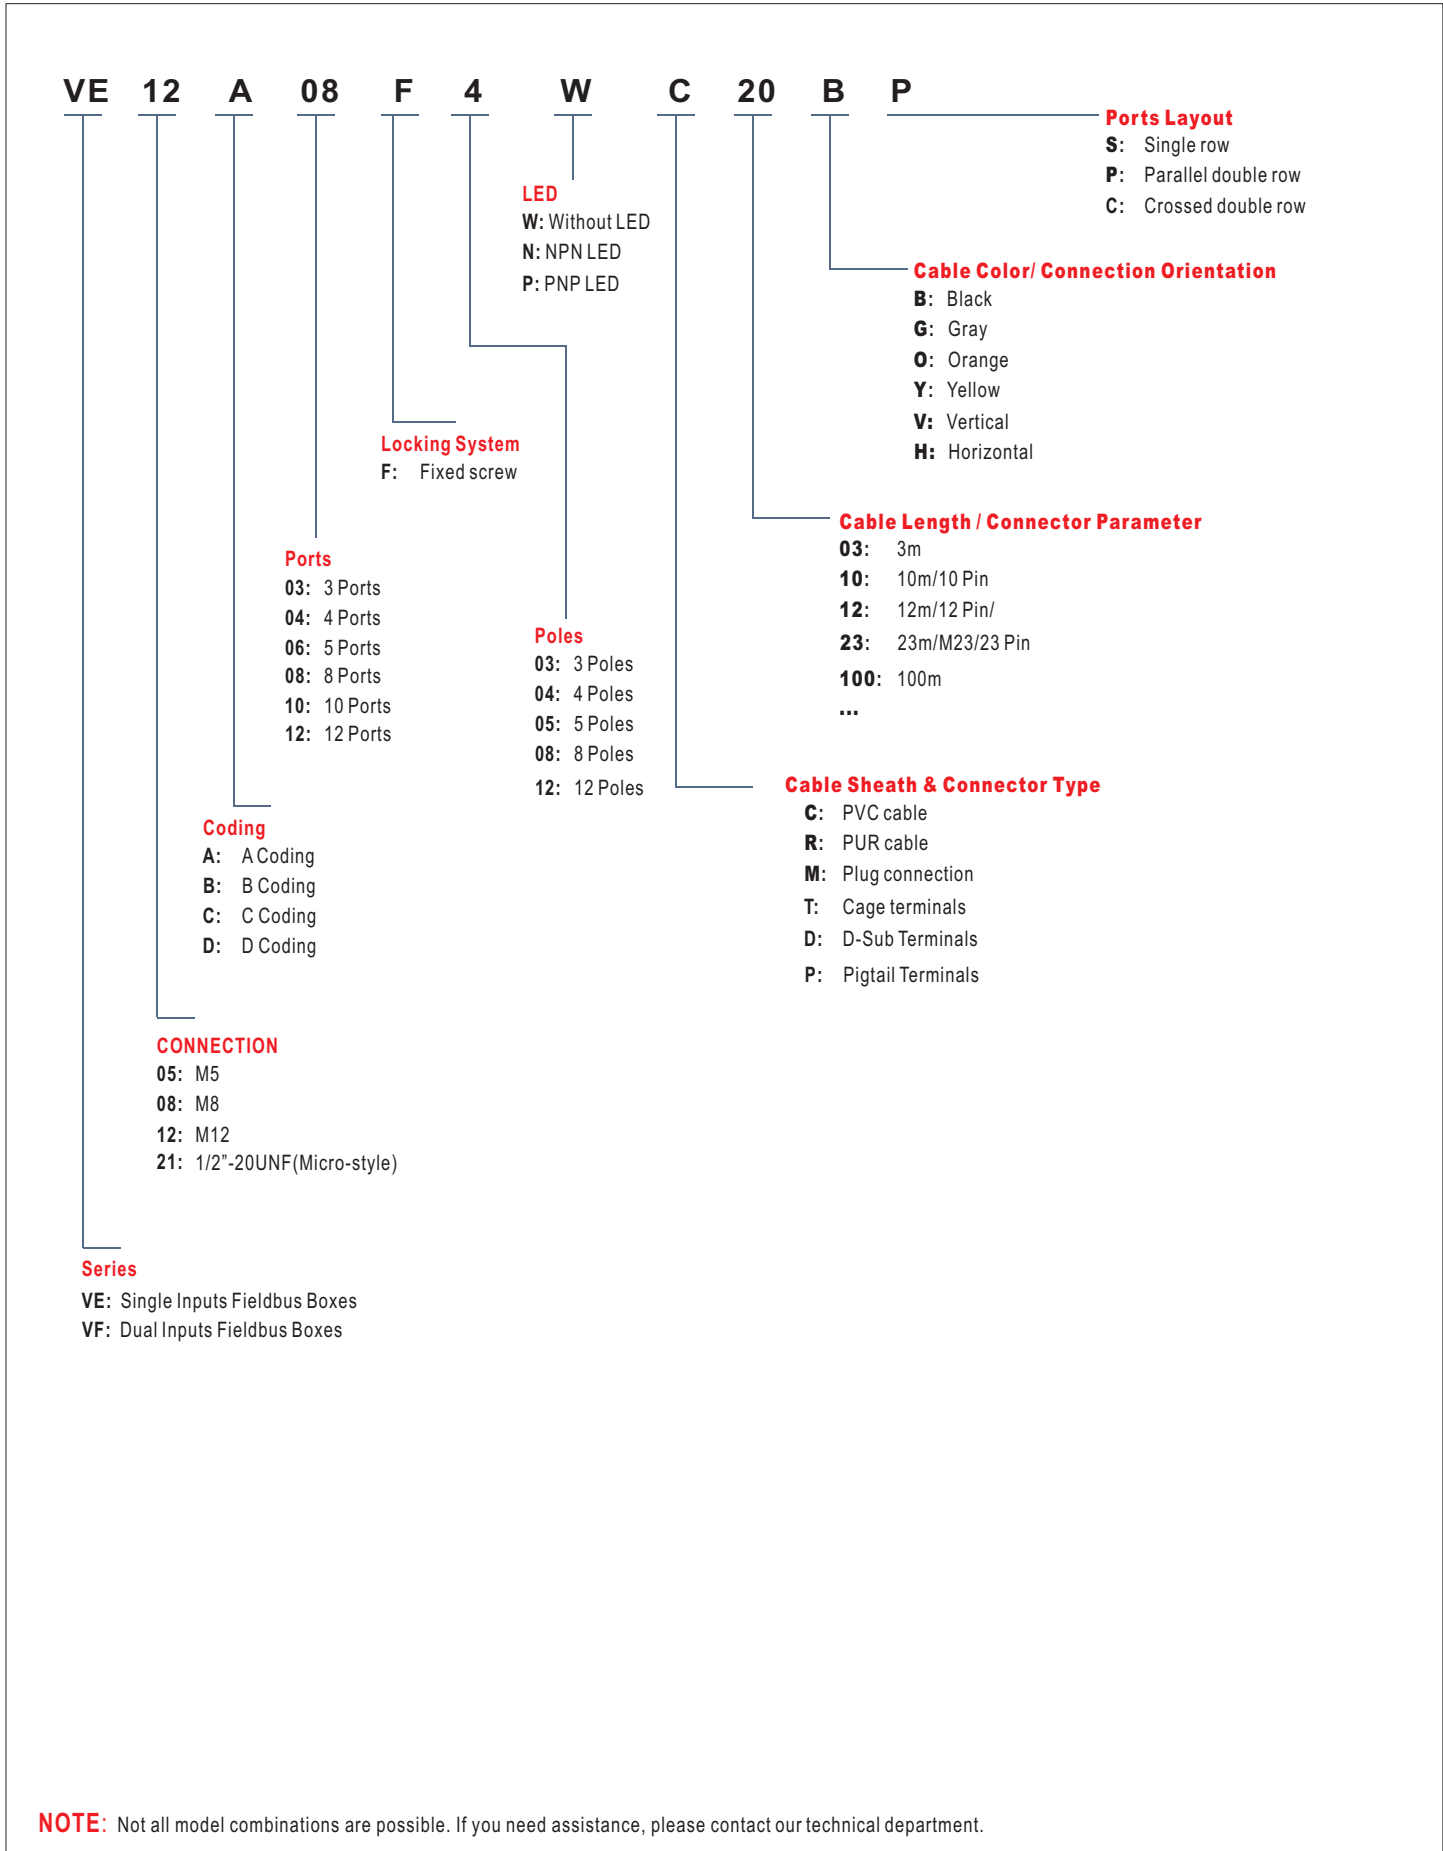 VE 12 A 08 F 4 W C 20 B P
Ports Layout
S: Single row
P: Parallel double row
C: Crossed double row
LED
W: Without LED
N: NPN LED
P: PNP LED
Cable Color/ Connection Orientation
B: Black
G: Gray
O: Orange
Y: Yellow
V: Vertical
H: Horizontal
Locking System
F: Fixed screw
Cable Length / Connector Parameter
03: 3m
10: 10m/10 Pin
12: 12m/12 Pin/
23: 23m/M23/23 Pin
100: 100m
...
Ports
03: 3 Ports
04: 4 Ports
06: 5 Ports
08: 8 Ports
10: 10 Ports
12: 12 Ports
Poles
03: 3 Poles
04: 4 Poles
05: 5 Poles
08: 8 Poles
12: 12 Poles
Cable Sheath & Connector Type
C: PVC cable
R: PUR cable
M: Plug connection
T: Cage terminals
D: D-Sub Terminals
P: Pigtail Terminals
Coding
A: A Coding
B: B Coding
C: C Coding
D: D Coding
CONNECTION
05: M5
08: M8
12: M12
21: 1/2”-20UNF(Micro-style)
Series
VE: Single Inputs Fieldbus Boxes
VF: Dual Inputs Fieldbus Boxes
NOTE: Not all model combinations are possible. If you need assistance, please contact our technical department.